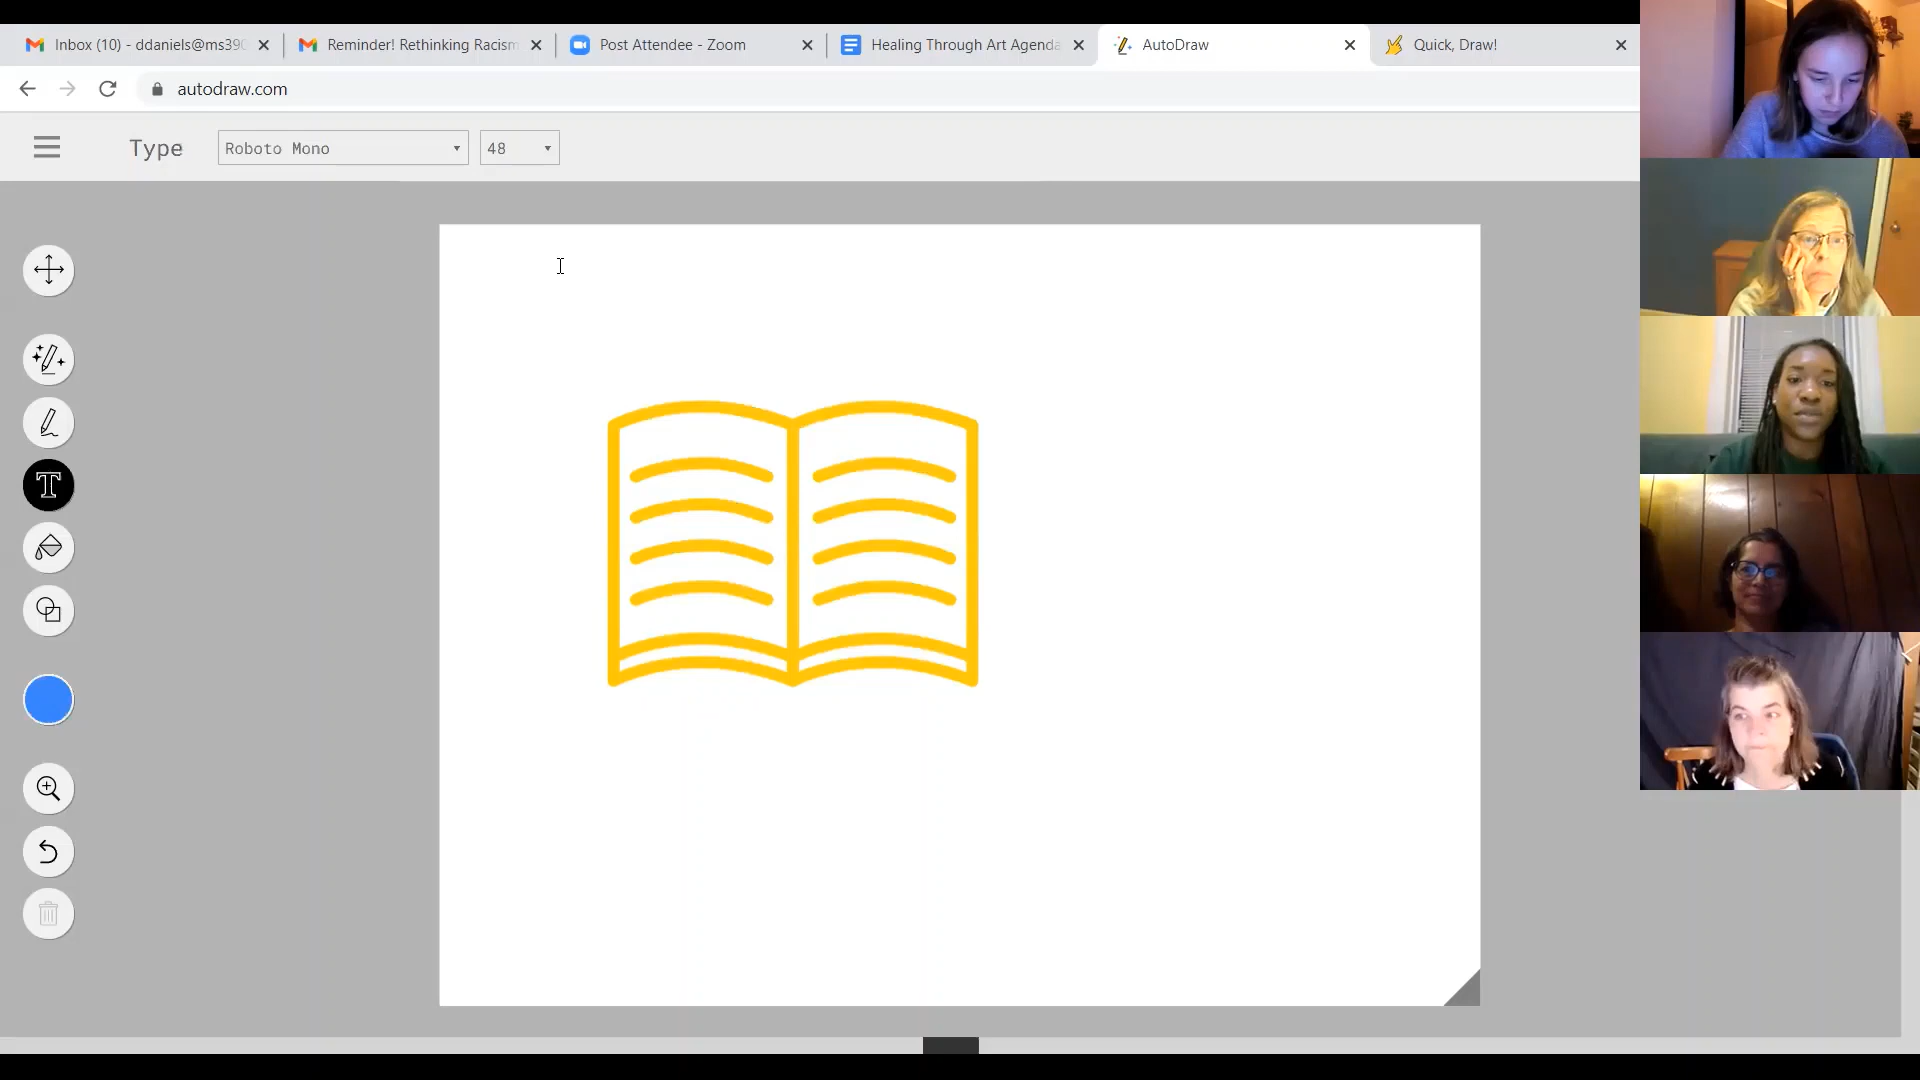 Inbox (10) - ddaniels@ms390
Reminder! Rethinking Racism
Post Attendee - Zoom
Healing Through Art Agenda
AutoDraw
Quick, Draw!
autodraw.com
Type
Roboto Mono
48
T